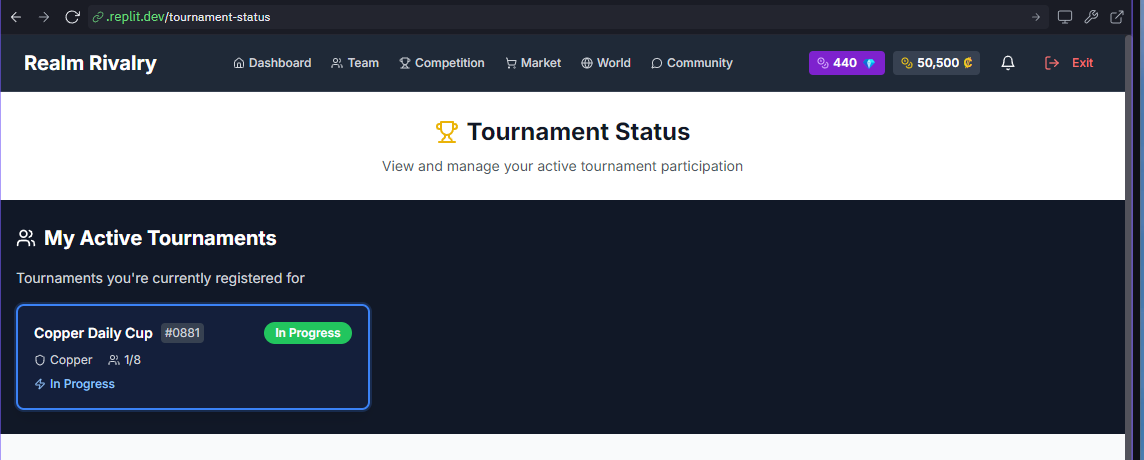 .replit.dev/tournament-status
Realm Rivalry Dashboard Team Competition Market World Community 440 50,500 ₡ Exit
Tournament Status
View and manage your active tournament participation
My Active Tournaments
Tournaments you're currently registered for
Copper Daily Cup #0881 In Progress
Copper 1/8
In Progress